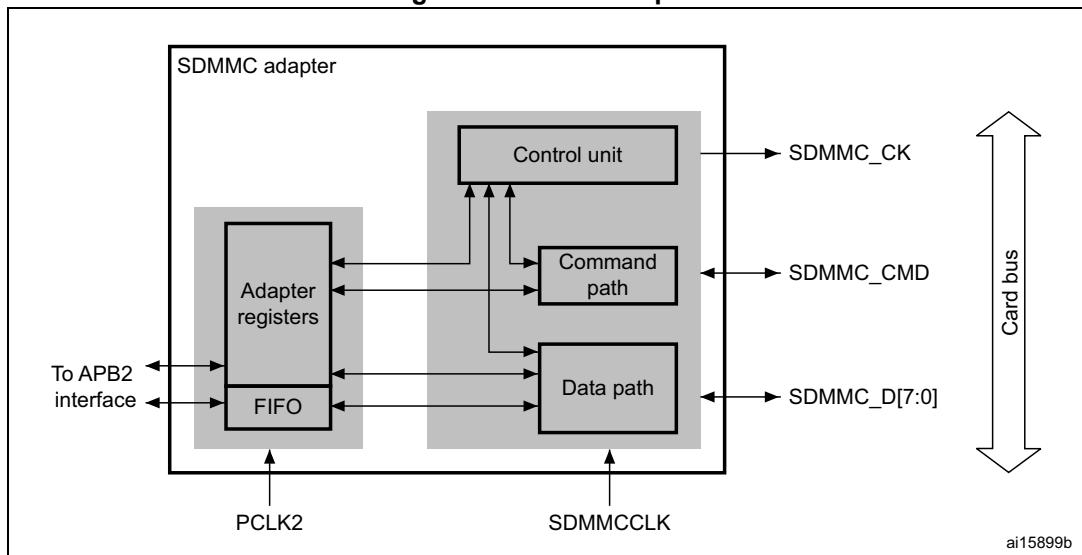 SDMMC adapter
Control unit
SDMMC_CK
Command
path
SDMMC_CMD
Adapter
registers
Card bus
To APB2
interface
FIFO
Data path
SDMMC_D[7:0]
PCLK2
SDMMCCLK
ai15899b